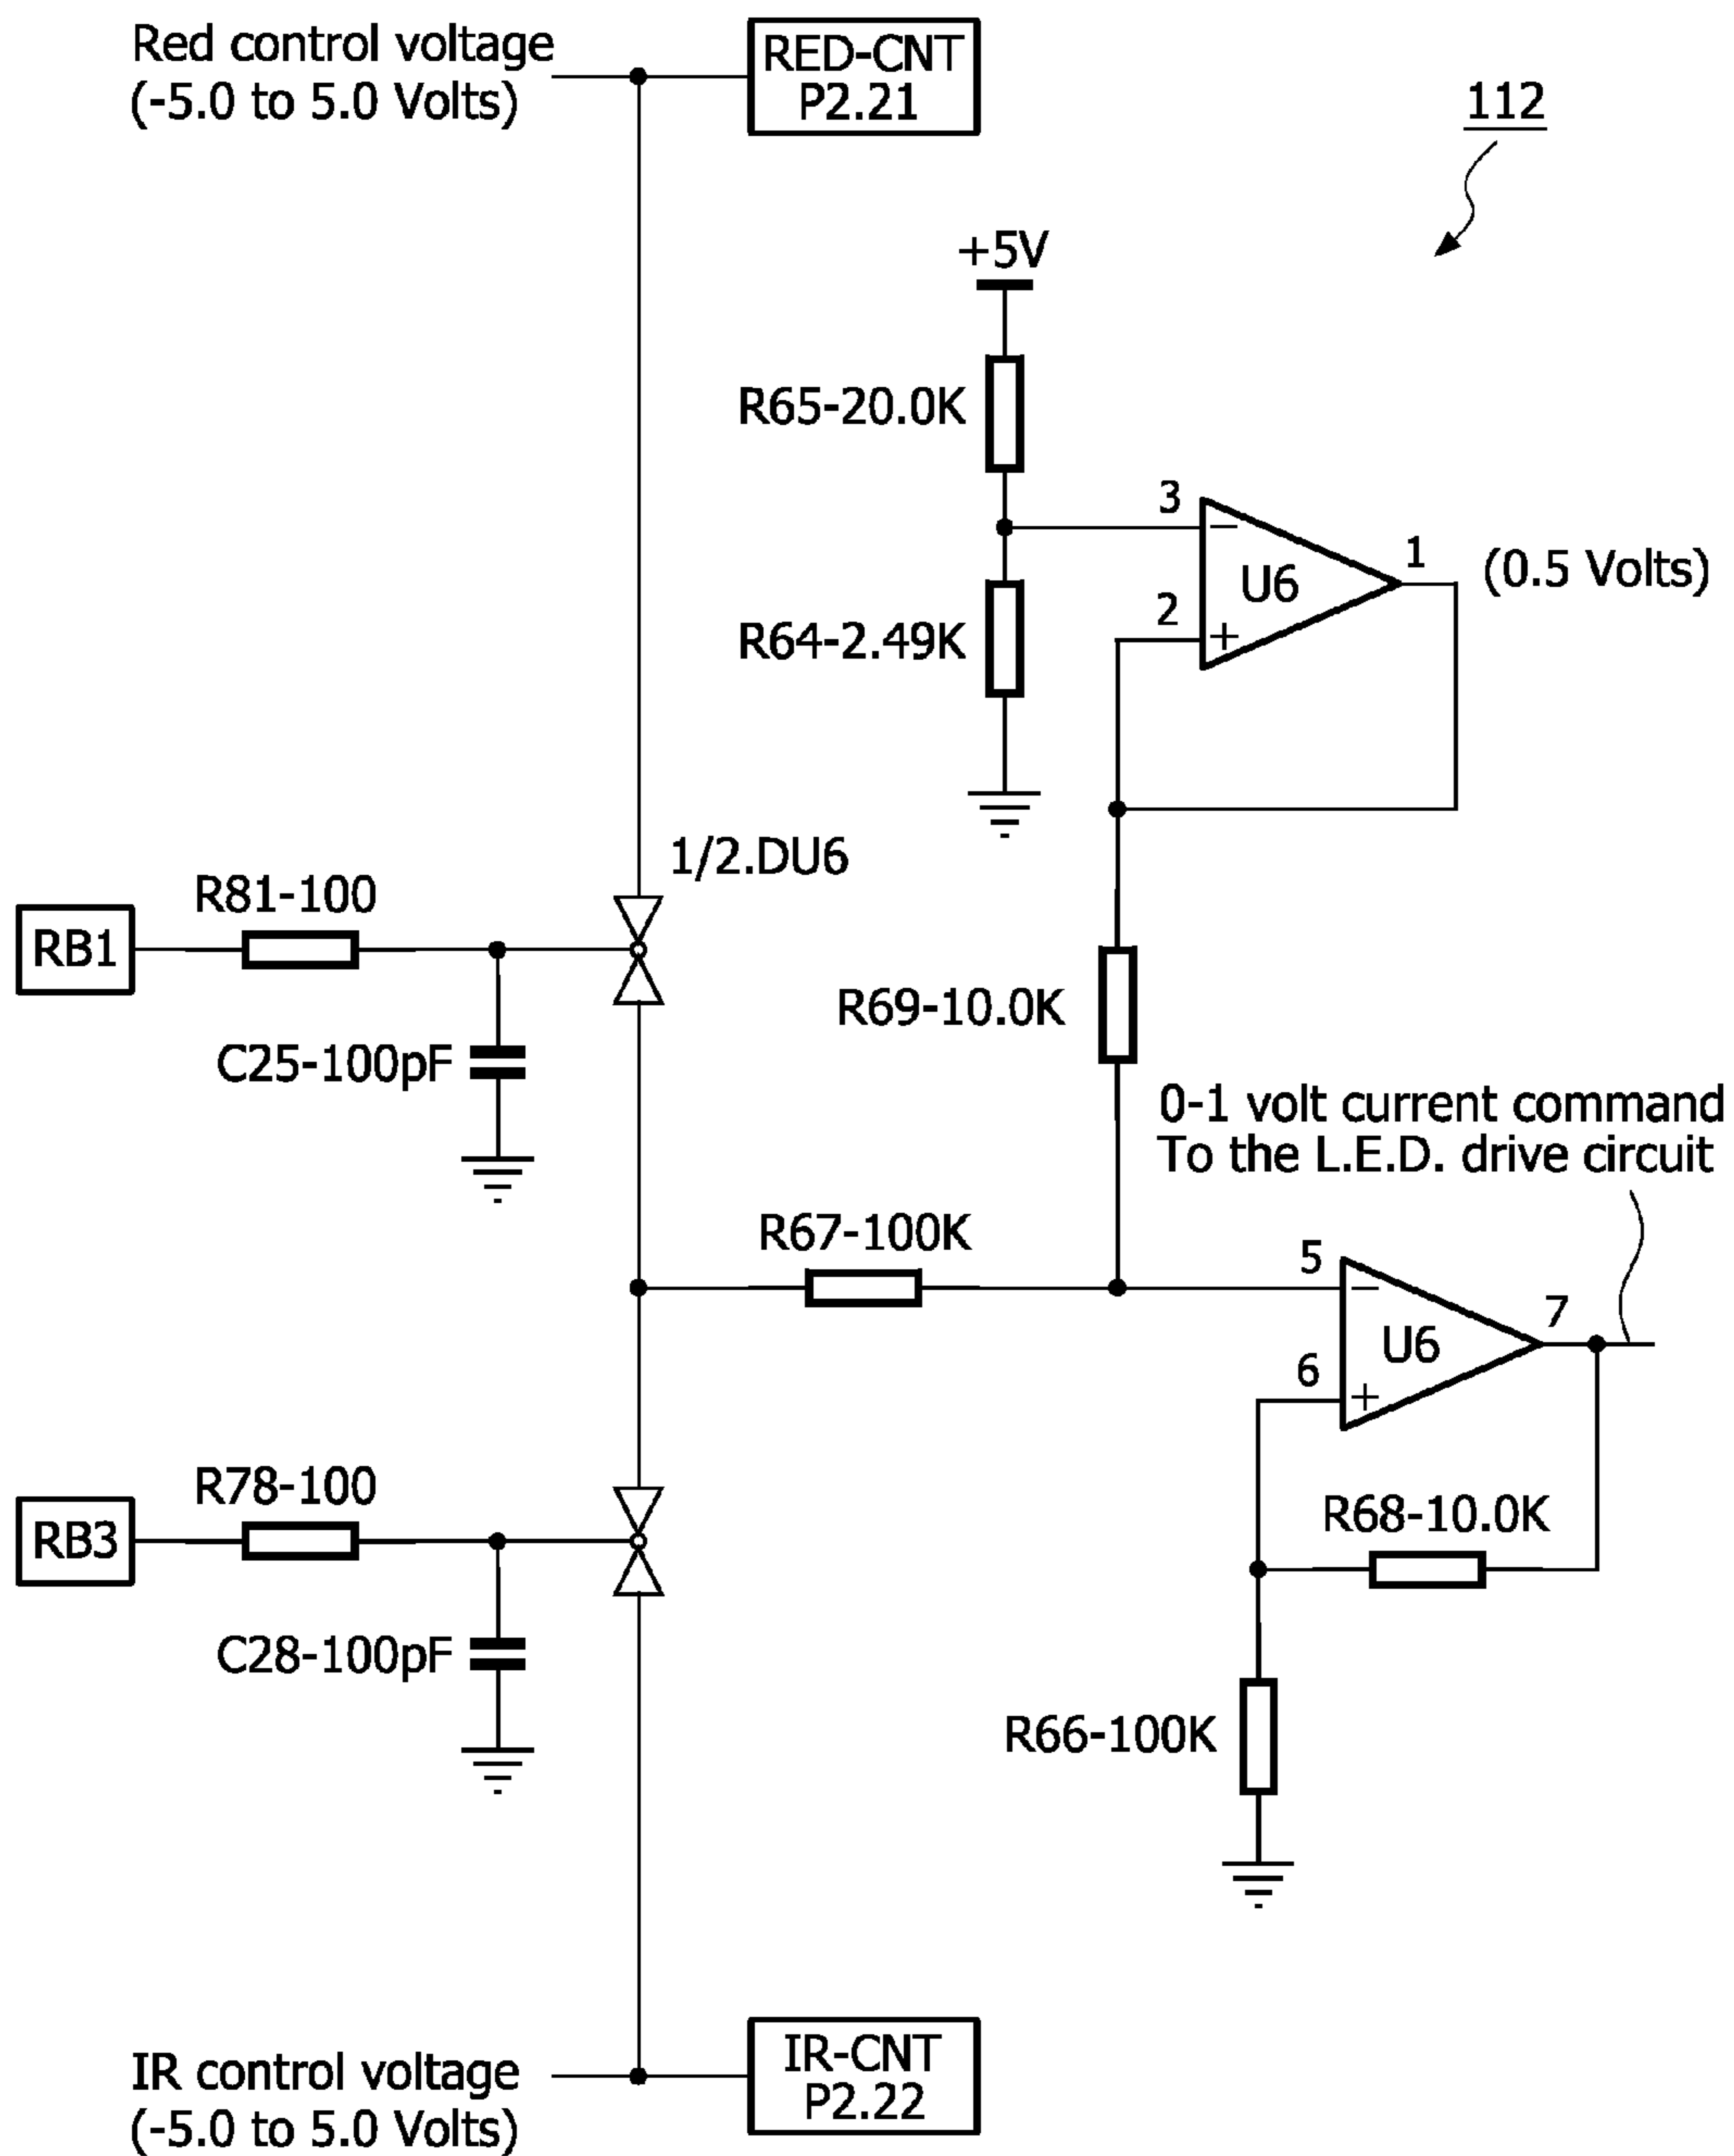 Red control voltage
(-5.0 to 5.0 Volts)
RED-CNT
P2.21
112
+5V
R65-20.0K
3
−
1
(0.5 Volts)
U6
2
+
R64-2.49K
1/2.DU6
R81-100
RB1
R69-10.0K
C25-100pF
0-1 volt current command
To the L.E.D. drive circuit
R67-100K
5
−
7
U6
6
+
R78-100
RB3
R68-10.0K
C28-100pF
R66-100K
IR control voltage
(-5.0 to 5.0 Volts)
IR-CNT
P2.22